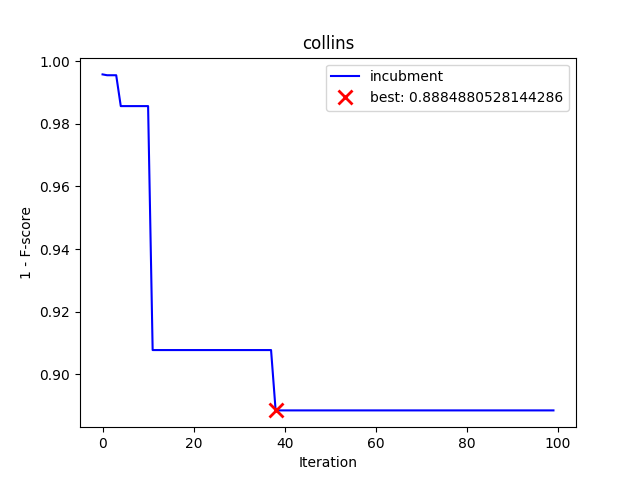 collins
incubment
best: 0.8884880528144286
1.00
0.98
0.96
0.94
0.92
0.90
1 - F-score
0 20 40 60 80 100
Iteration